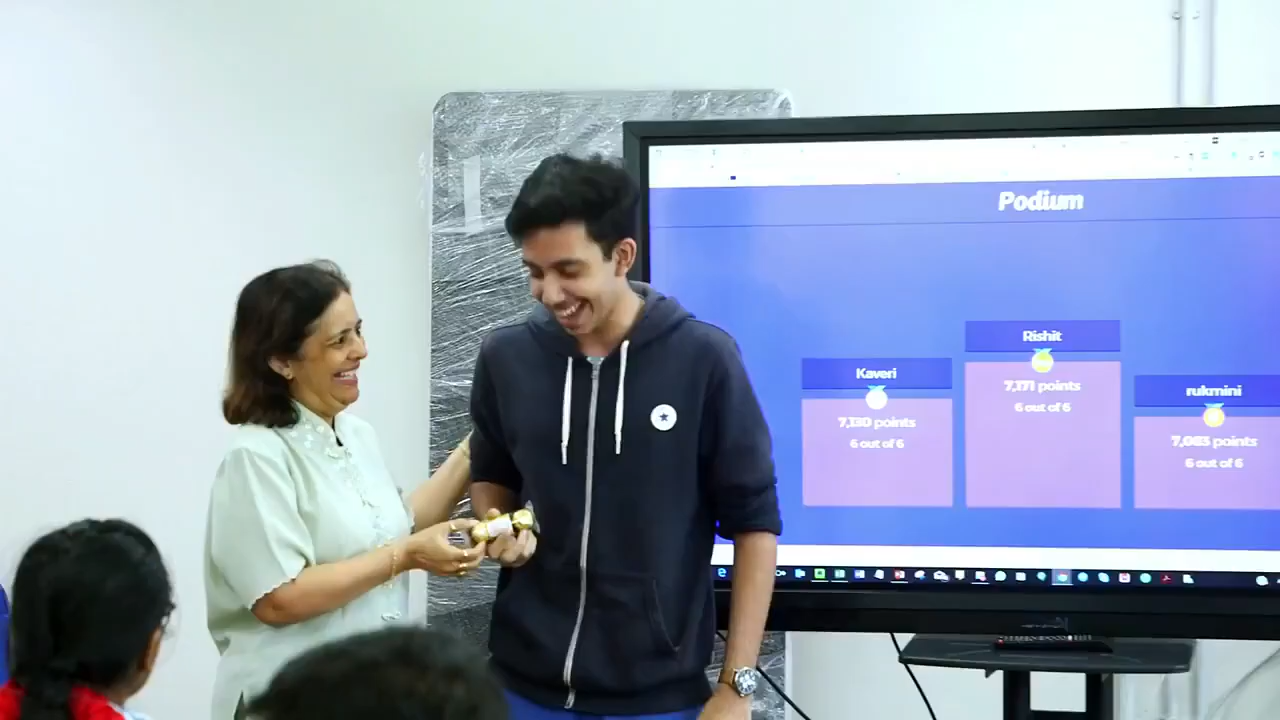 Podium
Rishit
7,171 points
6 out of 6
Kaveri
7,130 points
6 out of 6
rukmini
7,083 points
6 out of 6